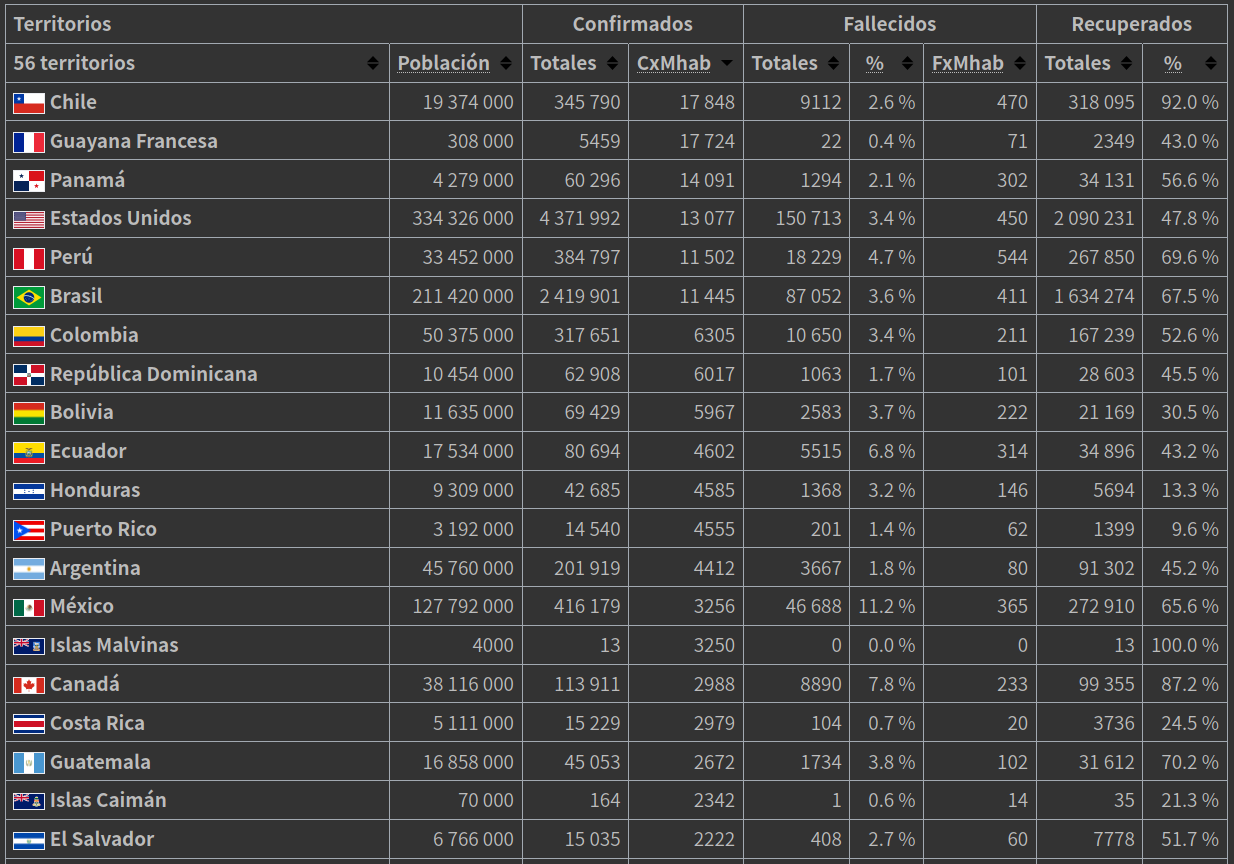 Territorios Confirmados Fallecidos Recuperados
56 territorios Población Totales CxMhab Totales % FxMhab Totales %
Chile 19 374 000 345 790 17 848 9112 2.6 % 470 318 095 92.0 %
Guayana Francesa 308 000 5459 17 724 22 0.4 % 71 2349 43.0 %
Panamá 4 279 000 60 296 14 091 1294 2.1 % 302 34 131 56.6 %
Estados Unidos 334 326 000 4 371 992 13 077 150 713 3.4 % 450 2 090 231 47.8 %
Perú 33 452 000 384 797 11 502 18 229 4.7 % 544 267 850 69.6 %
Brasil 211 420 000 2 419 901 11 445 87 052 3.6 % 411 1 634 274 67.5 %
Colombia 50 375 000 317 651 6305 10 650 3.4 % 211 167 239 52.6 %
República Dominicana 10 454 000 62 908 6017 1063 1.7 % 101 28 603 45.5 %
Bolivia 11 635 000 69 429 5967 2583 3.7 % 222 21 169 30.5 %
Ecuador 17 534 000 80 694 4602 5515 6.8 % 314 34 896 43.2 %
Honduras 9 309 000 42 685 4585 1368 3.2 % 146 5694 13.3 %
Puerto Rico 3 192 000 14 540 4555 201 1.4 % 62 1399 9.6 %
Argentina 45 760 000 201 919 4412 3667 1.8 % 80 91 302 45.2 %
México 127 792 000 416 179 3256 46 688 11.2 % 365 272 910 65.6 %
Islas Malvinas 4000 13 3250 0 0.0 % 0 13 100.0 %
Canadá 38 116 000 113 911 2988 8890 7.8 % 233 99 355 87.2 %
Costa Rica 5 111 000 15 229 2979 104 0.7 % 20 3736 24.5 %
Guatemala 16 858 000 45 053 2672 1734 3.8 % 102 31 612 70.2 %
Islas Caimán 70 000 164 2342 1 0.6 % 14 35 21.3 %
El Salvador 6 766 000 15 035 2222 408 2.7 % 60 7778 51.7 %